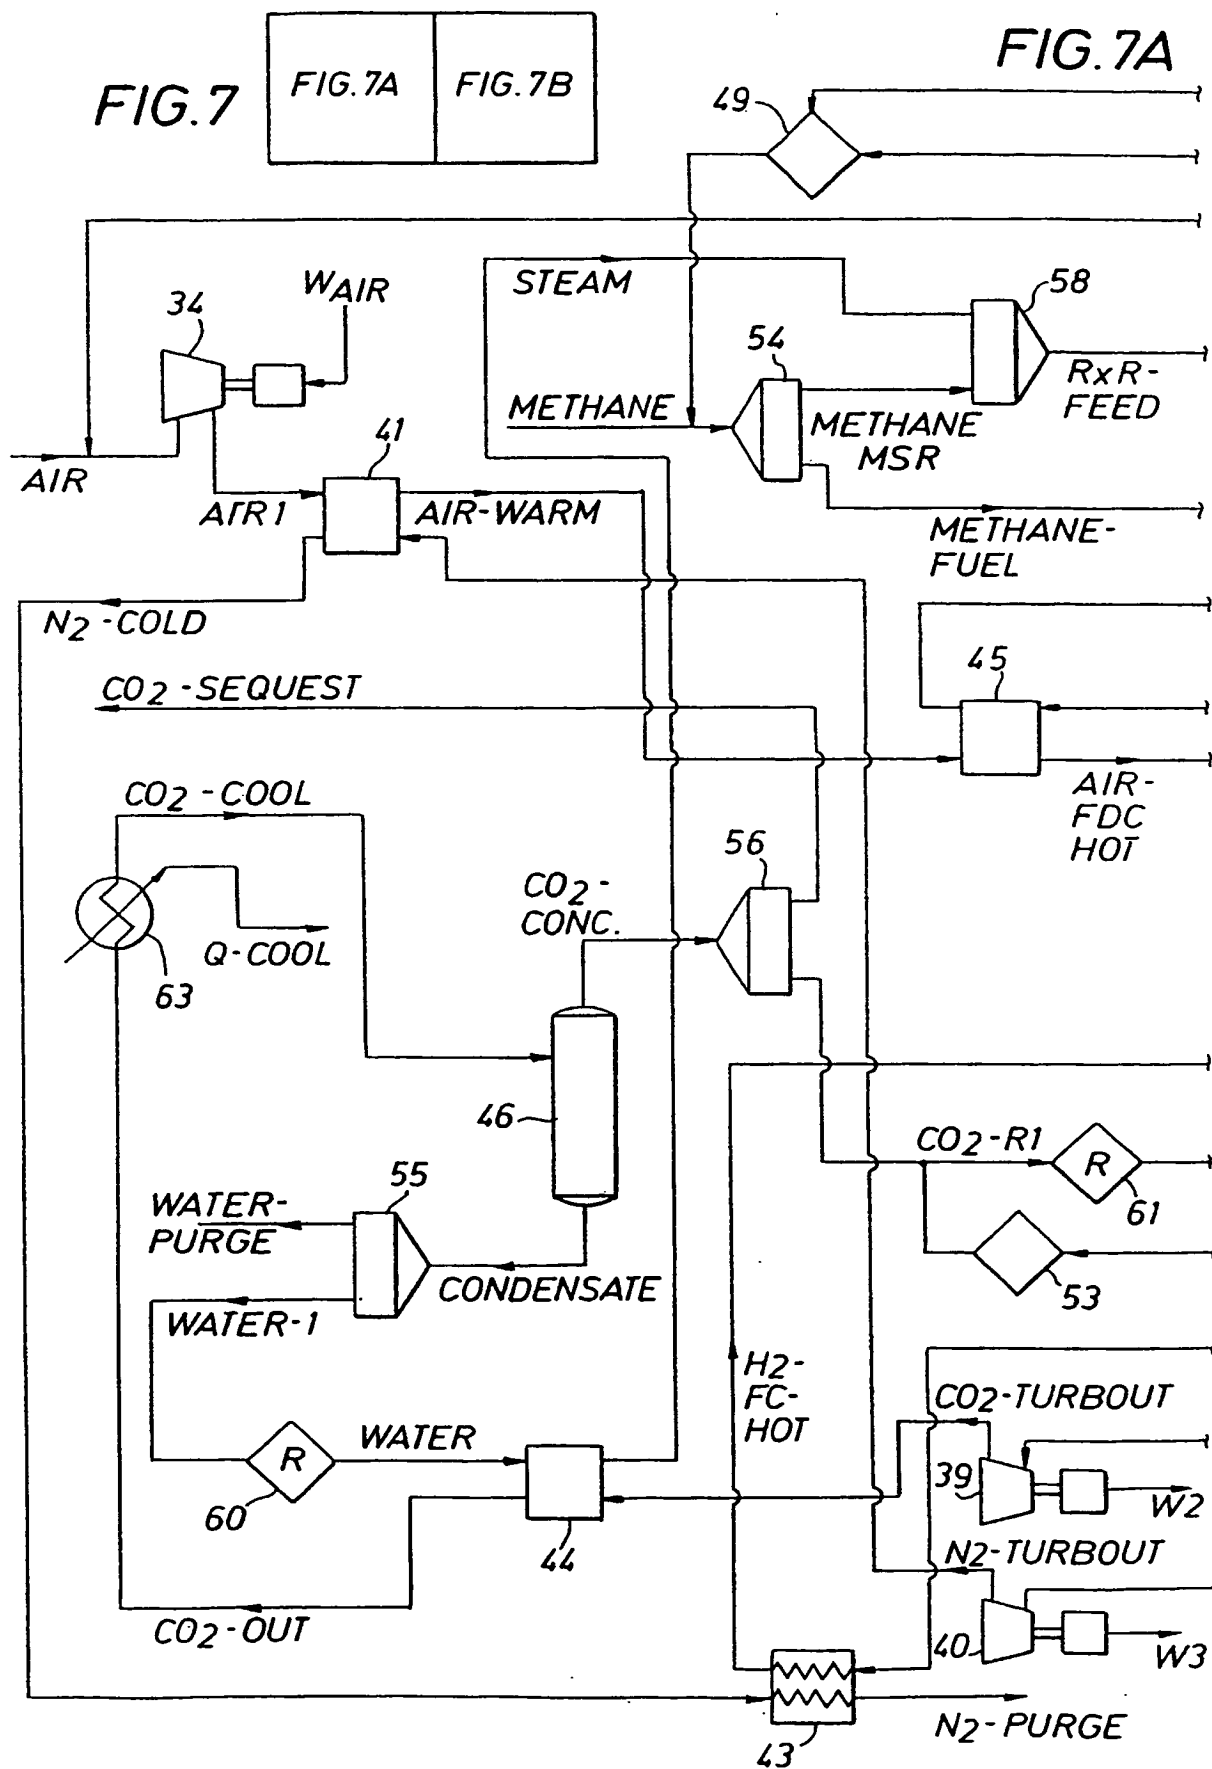 FIG.7
FIG.7A
FIG.7B
FIG.7A
49
WAIR
34
STEAM
58
54
RxR-
FEED
METHANE
METHANE
MSR
41
AIR
AIR1
AIR-WARM
METHANE-
FUEL
N2-COLD
45
CO2-SEQUEST
CO2-COOL
AIR-
FDC
HOT
56
CO2-
CONC.
Q-COOL
63
46
CO2-R1
R
61
55
WATER-
PURGE
53
CONDENSATE
WATER-1
H2-
FC-
HOT
CO2-TURBOUT
WATER
R
39
W2
60
44
N2-TURBOUT
CO2-OUT
40
W3
N2-PURGE
43